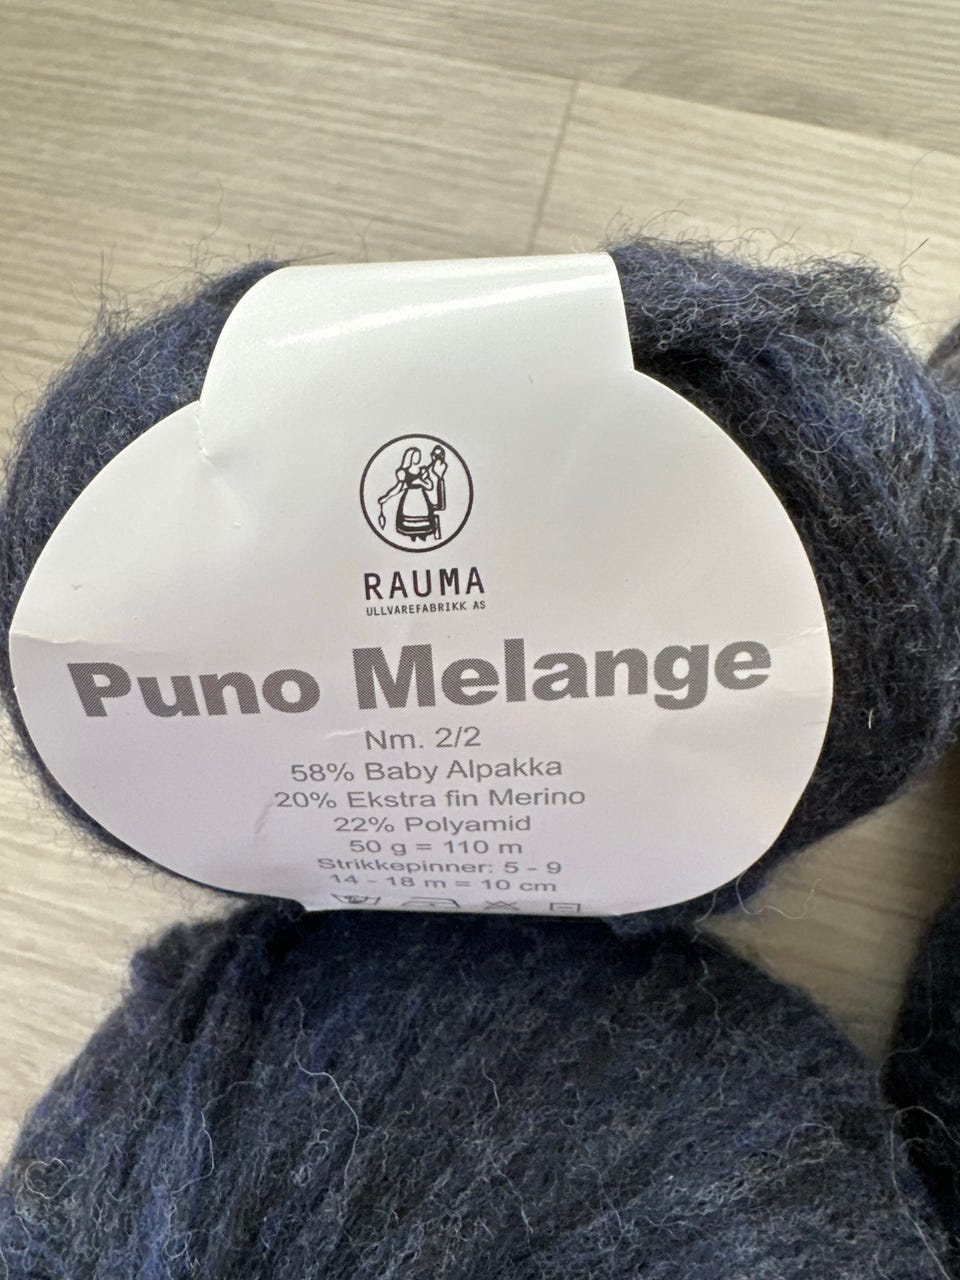 RAUMA
ULLVAREFABRIKK AS
Puno Melange
Nm. 2/2
58% Baby Alpakka
20% Ekstra fin Merino
22% Polyamid
50 g = 110 m
Strikkepinner: 5 - 9
14 - 18 m = 10 cm